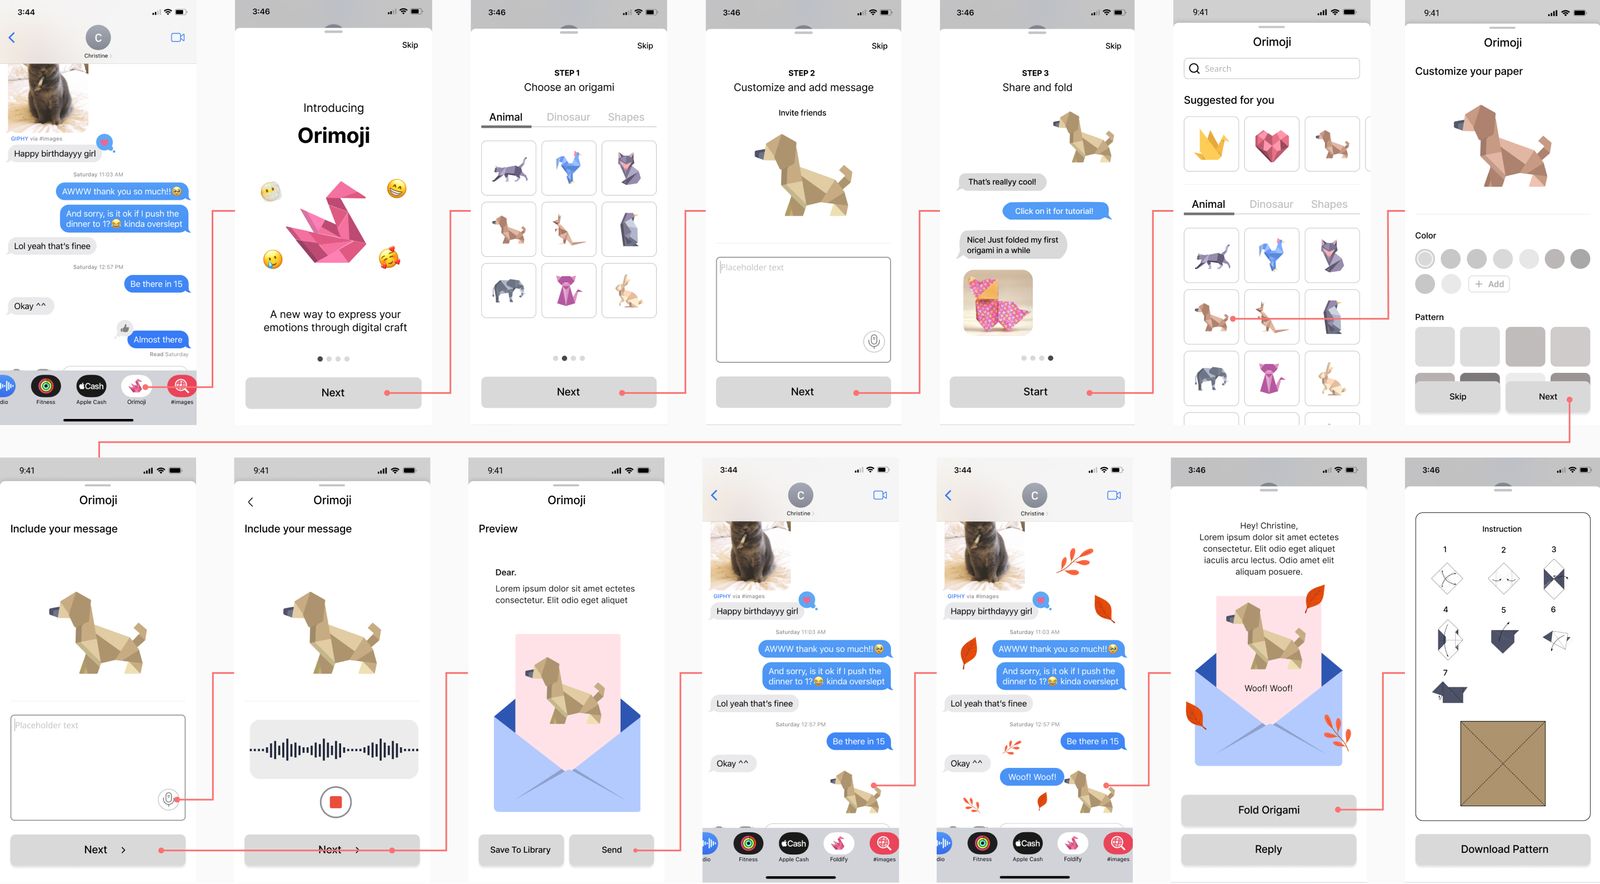 3:44
C
Christine
GIPHY via #images
Happy birthdayyy girl
Saturday 11:03 AM
AWWW thank you so much!!🥹
And sorry, is it ok if I push the
dinner to 1?😂 kinda overslept
Lol yeah that's finee
Saturday 12:57 PM
Be there in 15
Okay ^^
Almost there
Read Saturday
dio
Fitness
Cash
Apple Cash
Orimoji
#images
3:46
Skip
Introducing
Orimoji
A new way to express your
emotions through digital craft
Next
3:46
Skip
STEP 1
Choose an origami
Animal
Dinosaur
Shapes
Next
3:46
Skip
STEP 2
Customize and add message
Invite friends
Placeholder text
Next
3:46
Skip
STEP 3
Share and fold
That's reallyy cool!
Click on it for tutorial!
Nice! Just folded my first
origami in a while
Start
9:41
Orimoji
Search
Suggested for you
Animal
Dinosaur
Shapes
9:41
Orimoji
Customize your paper
Color
+ Add
Pattern
Skip
Next
9:41
Orimoji
Include your message
Placeholder text
Next >
9:41
Orimoji
Include your message
Next >
9:41
Orimoji
Preview
Dear.
Lorem ipsum dolor sit amet ectetes
consectetur. Elit odio eget aliquet
Save To Library
Send
3:44
C
Christine
GIPHY via #images
Happy birthdayyy girl
Saturday 11:03 AM
AWWW thank you so much!!🥹
And sorry, is it ok if I push the
dinner to 1?😂 kinda overslept
Lol yeah that's finee
Saturday 12:57 PM
Be there in 15
Okay ^^
dio
Fitness
Cash
Apple Cash
Foldify
#images
3:44
C
Christine
GIPHY via #images
Happy birthdayyy girl
Saturday 11:03 AM
AWWW thank you so much!!🥹
And sorry, is it ok if I push the
dinner to 1?😂 kinda overslept
Lol yeah that's finee
Saturday 12:57 PM
Be there in 15
Okay ^^
Woof! Woof!
dio
Fitness
Cash
Apple Cash
Foldify
#images
3:46
Hey! Christine,
Lorem ipsum dolor sit amet ectetes
consectetur. Elit odio eget aliquet
iaculis arcu lectus. Odio amet elit
aliquam posuere.
Woof! Woof!
Fold Origami
Reply
3:46
Instruction
1
2
3
4
5
6
7
Download Pattern